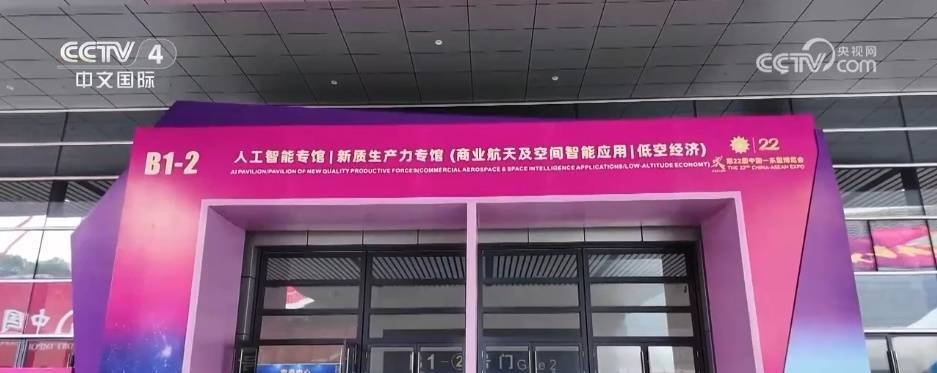 CCTV 4
中文国际
央视网
CCTV.com
B1-2
人工智能专馆|新质生产力专馆(商业航天及空间智能应用|低空经济)
AI PAVILION/PAVILION OF NEW QUALITY PRODUCTIVE FORCES(COMMERCIAL AEROSPACE & SPACE INTELLIGENCE APPLICATIONS/LOW-ALTITUDE ECONOMY)
22
第22届中国—东盟博览会
THE 22ND CHINA-ASEAN EXPO
中国